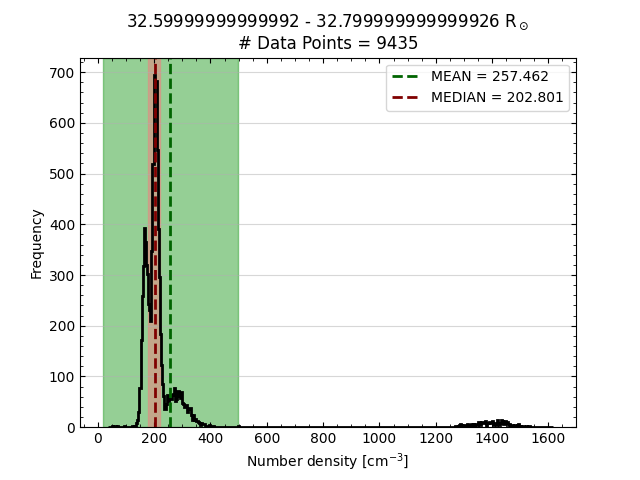 32.59999999999992 - 32.799999999999926 R⊙
# Data Points = 9435
MEAN = 257.462
MEDIAN = 202.801
700
600
500
400
300
200
100
0
Frequency
0 200 400 600 800 1000 1200 1400 1600
Number density [cm⁻³]